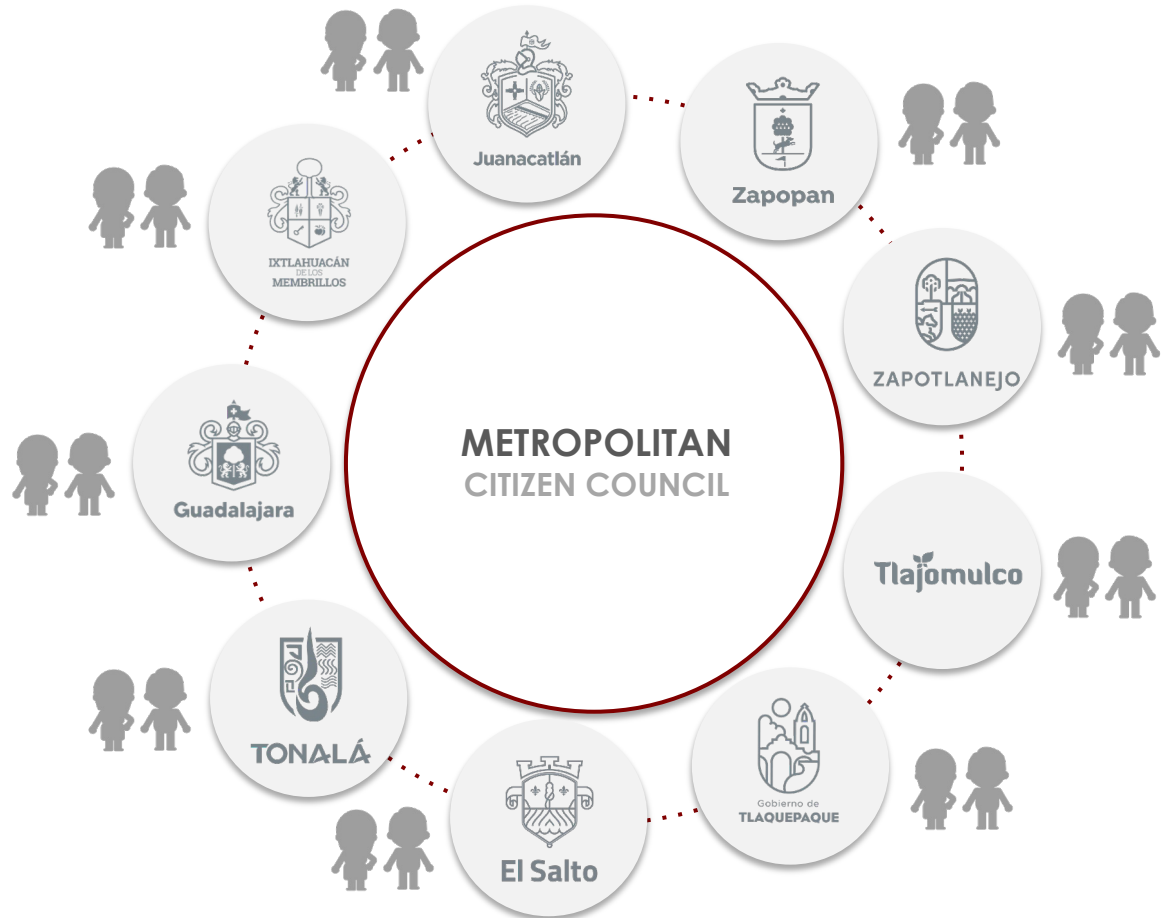 Juanacatlán
Zapopan
IXTLAHUACÁN
DE LOS
MEMBRILLOS
ZAPOTLANEJO
METROPOLITAN
CITIZEN COUNCIL
Guadalajara
Tlajomulco
TONALÁ
Gobierno de
TLAQUEPAQUE
El Salto